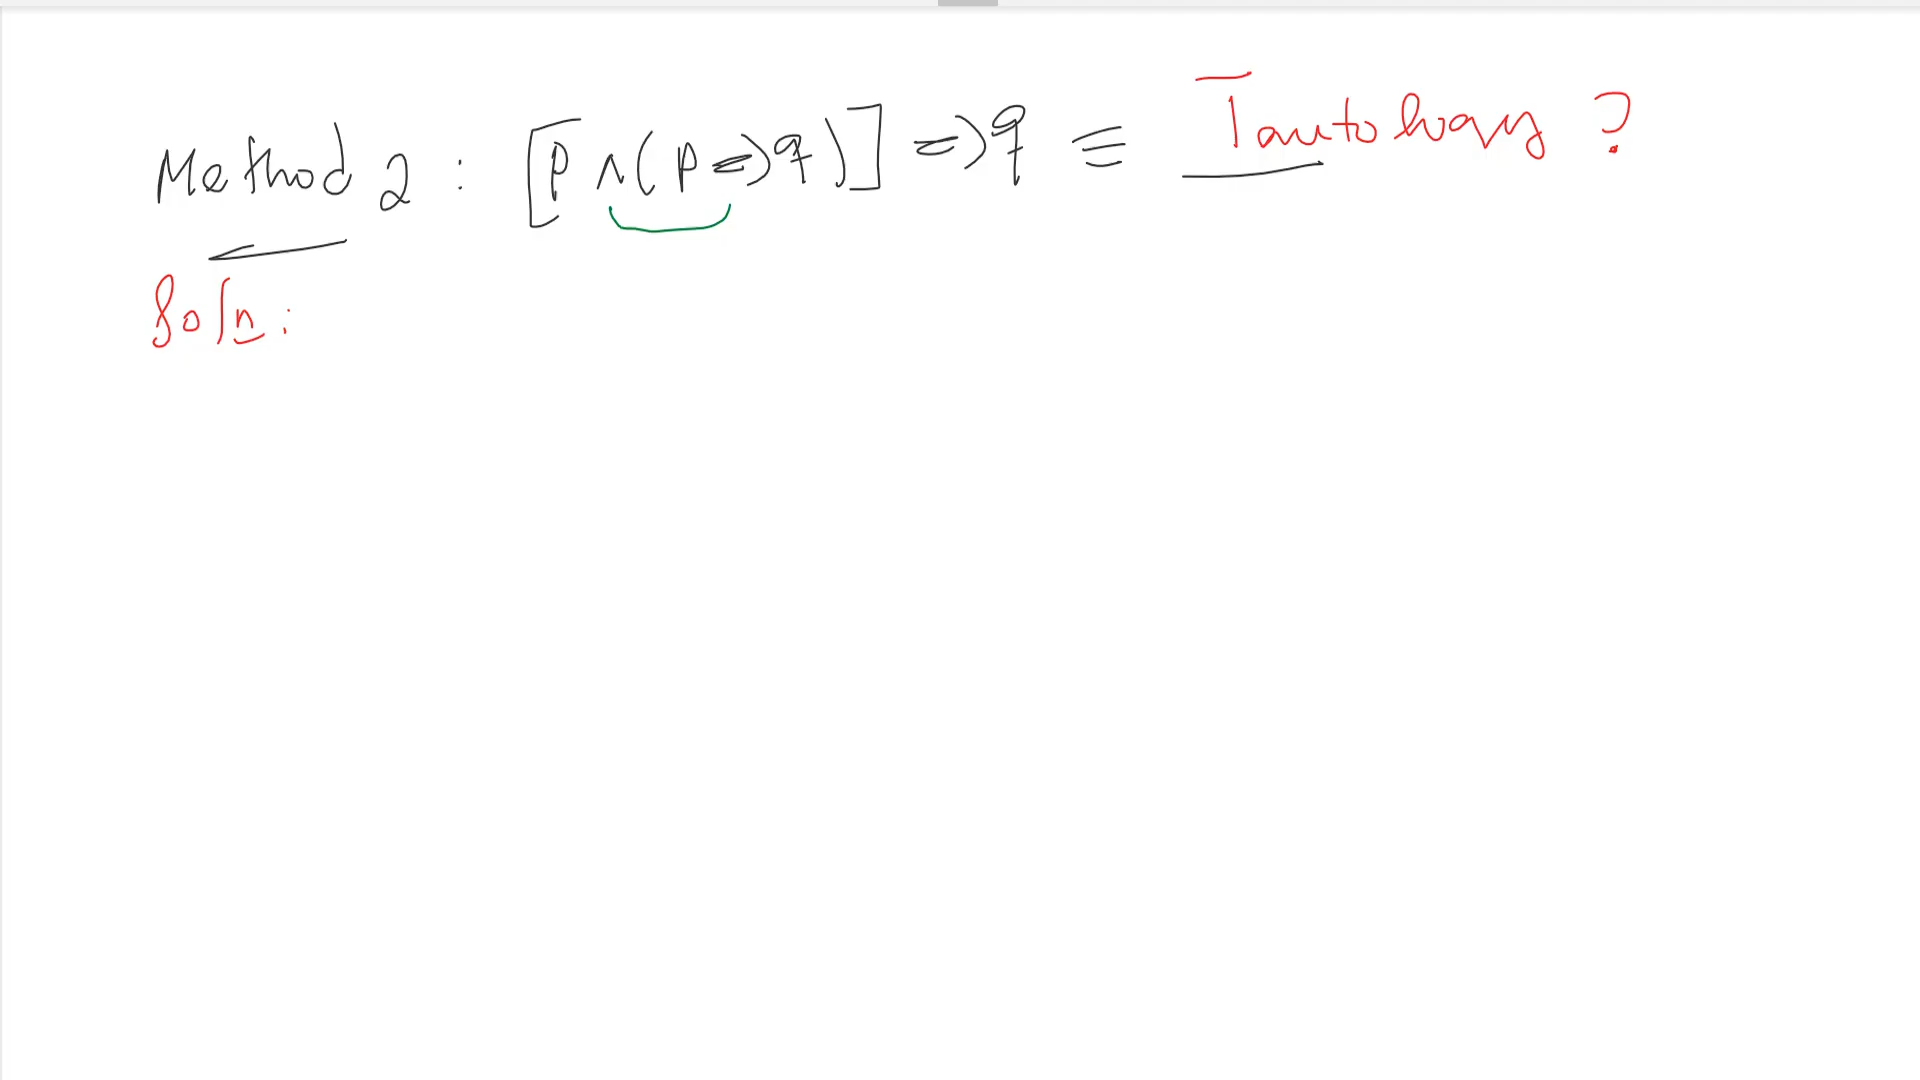 Method 2 : [p ∧ (p ⇒ q)] ⇒ q ≡ Tautology ?
Soln :